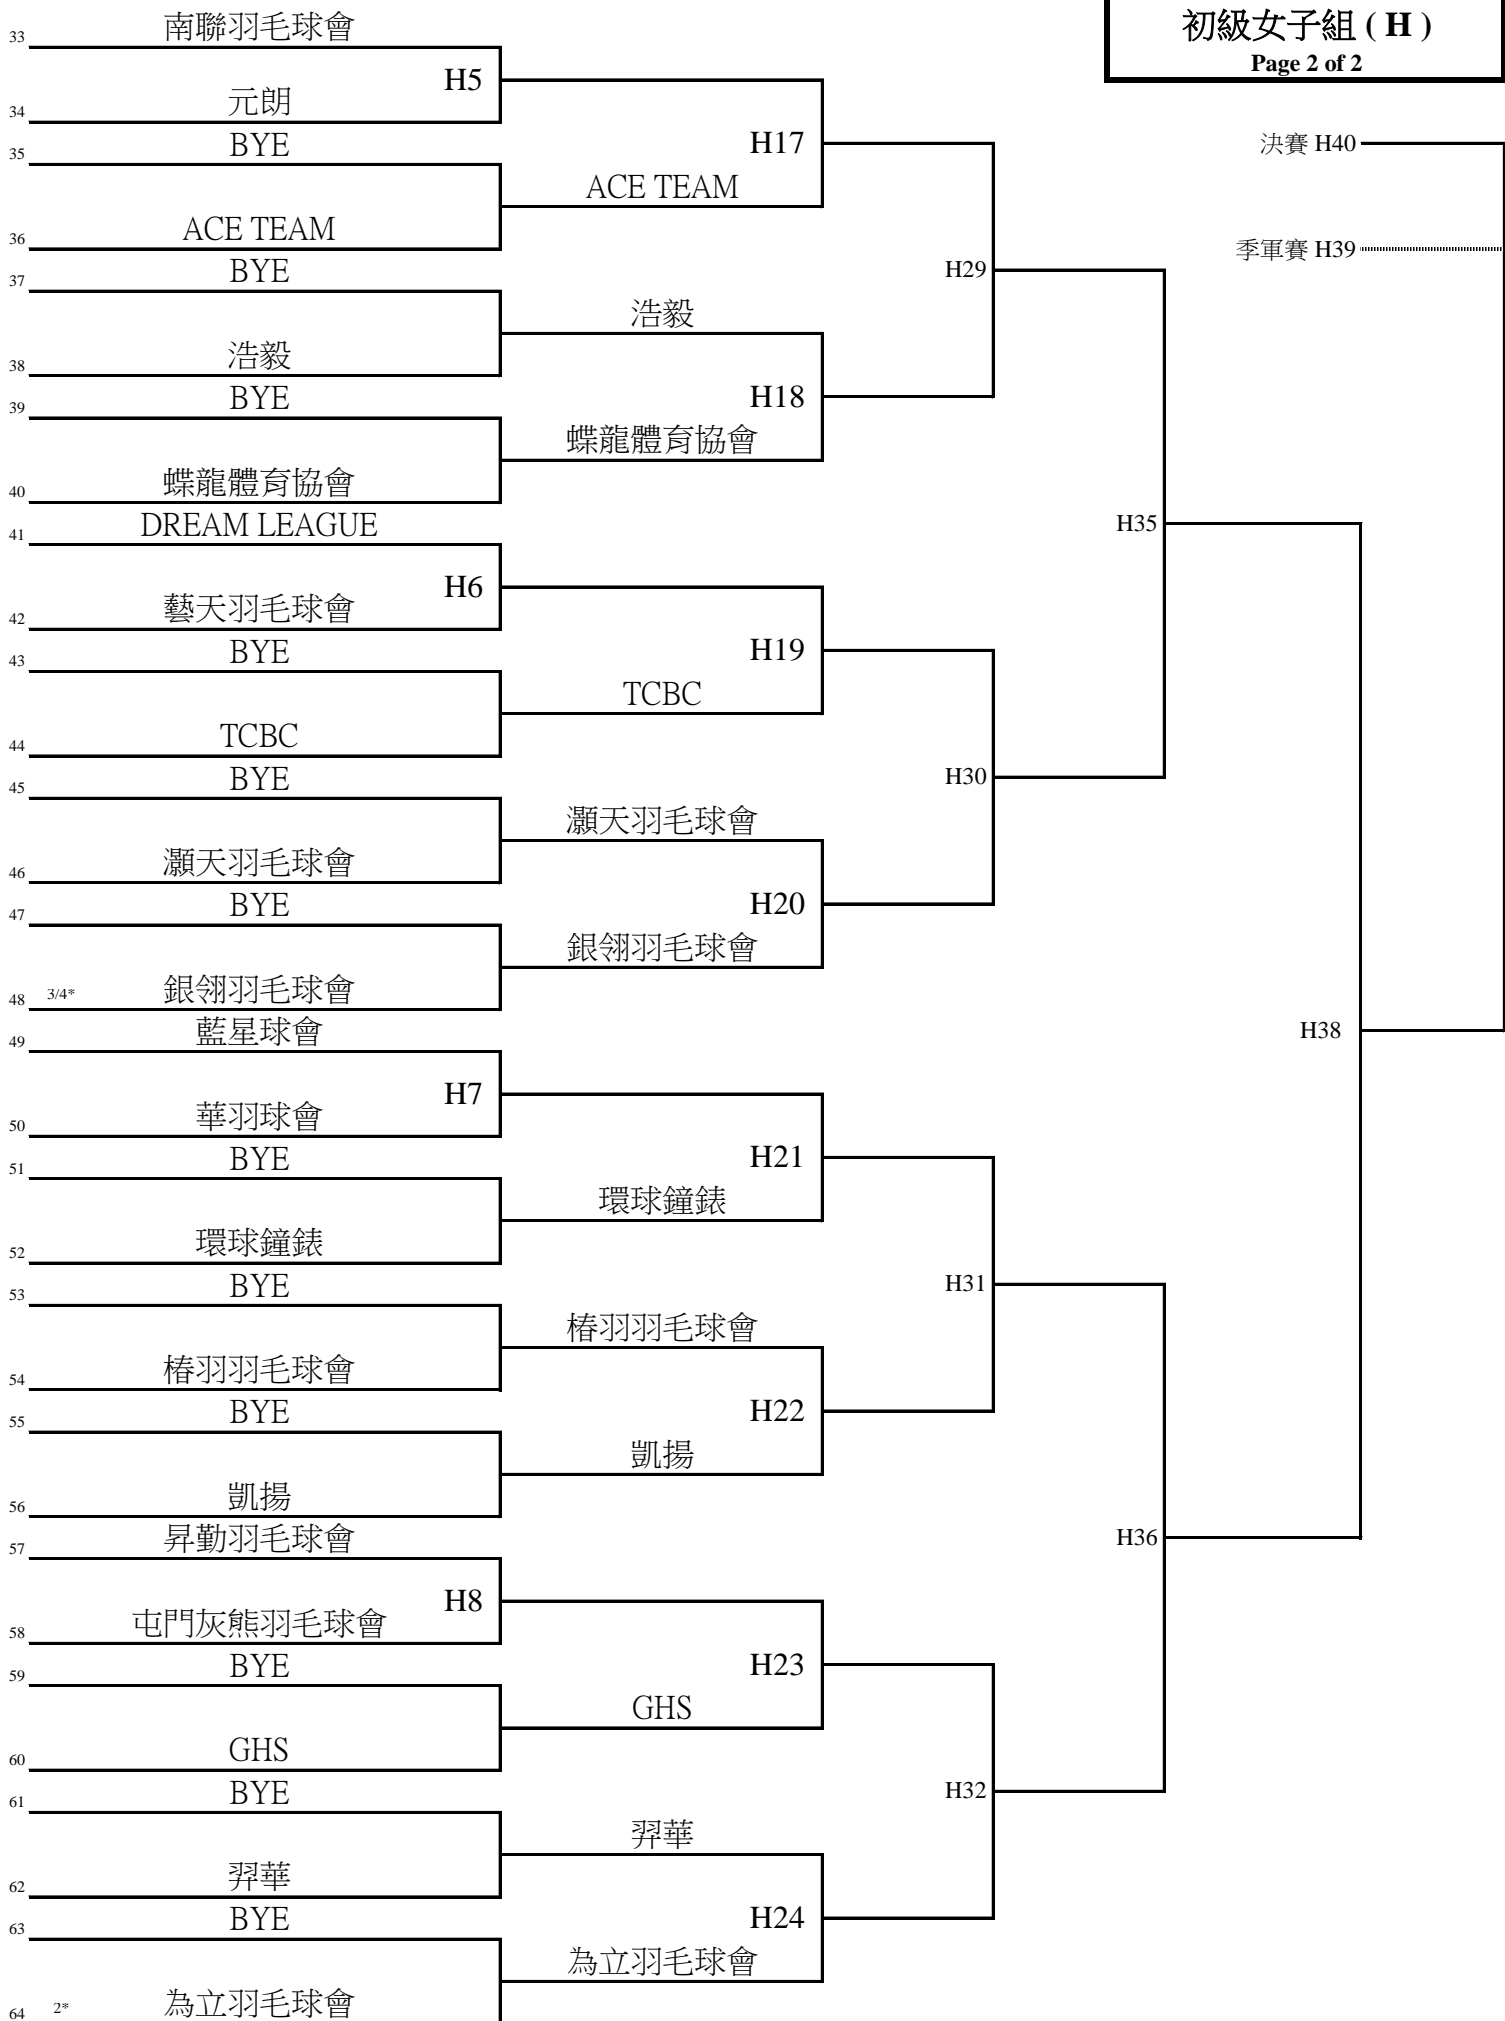 初級女子組 ( H )
Page 2 of 2
33 南聯羽毛球會
H5
34 元朗
35 BYE
H17
決賽 H40
ACE TEAM
36 ACE TEAM
季軍賽 H39
37 BYE
H29
浩毅
38 浩毅
39 BYE
H18
蝶龍體育協會
40 蝶龍體育協會
41 DREAM LEAGUE
H35
H6
42 藝天羽毛球會
43 BYE
H19
TCBC
44 TCBC
45 BYE
H30
灝天羽毛球會
46 灝天羽毛球會
47 BYE
H20
銀翎羽毛球會
48 3/4* 銀翎羽毛球會
49 藍星球會
H38
H7
50 華羽球會
51 BYE
H21
環球鐘錶
52 環球鐘錶
53 BYE
H31
椿羽羽毛球會
54 椿羽羽毛球會
55 BYE
H22
凱揚
56 凱揚
57 昇勤羽毛球會
H36
H8
58 屯門灰熊羽毛球會
59 BYE
H23
GHS
60 GHS
61 BYE
H32
羿華
62 羿華
63 BYE
H24
為立羽毛球會
64 2* 為立羽毛球會